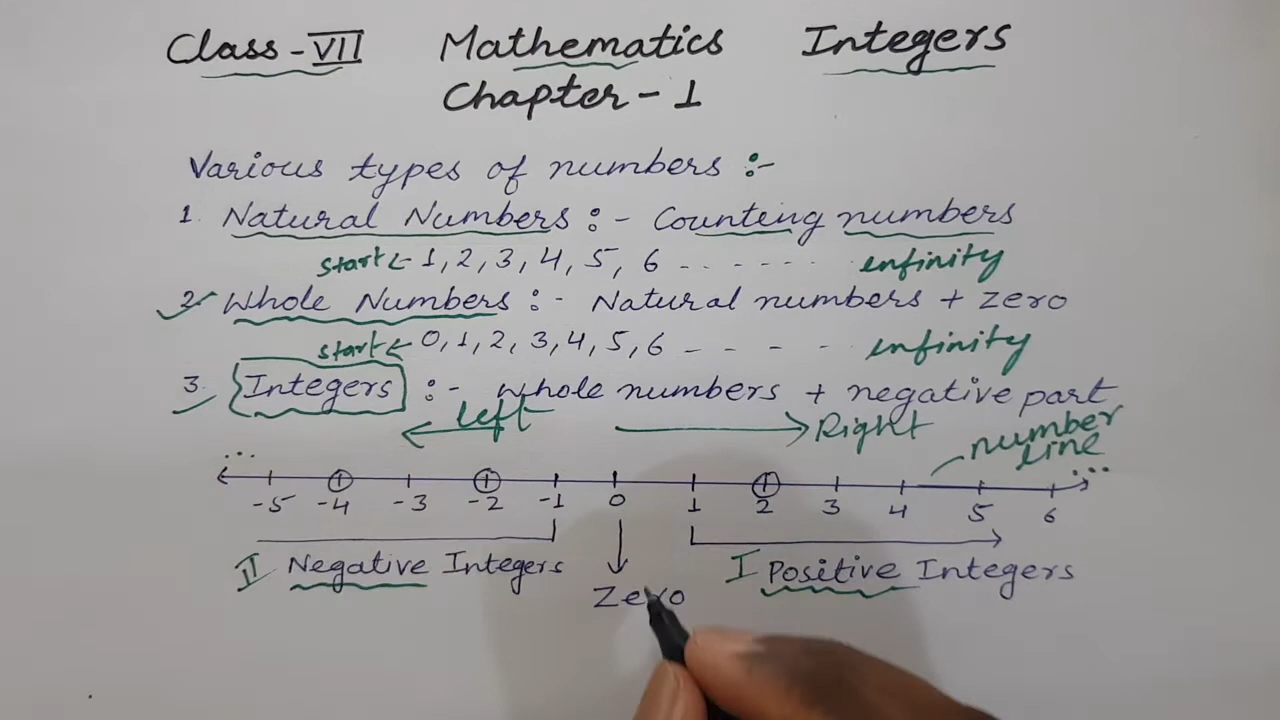 Class-VII Mathematics Integers
Chapter-1
Various types of numbers :-
1. Natural Numbers :- Counting numbers
start ← 1, 2, 3, 4, 5, 6 - - - - - - - infinity
2. Whole Numbers :- Natural numbers + zero
start ← 0, 1, 2, 3, 4, 5, 6 - - - - - infinity
3. Integers :- whole numbers + negative part
left Right number line
... -5 -4 -3 -2 -1 0 1 2 3 4 5 6 ...
II Negative Integers I Positive Integers
Zero